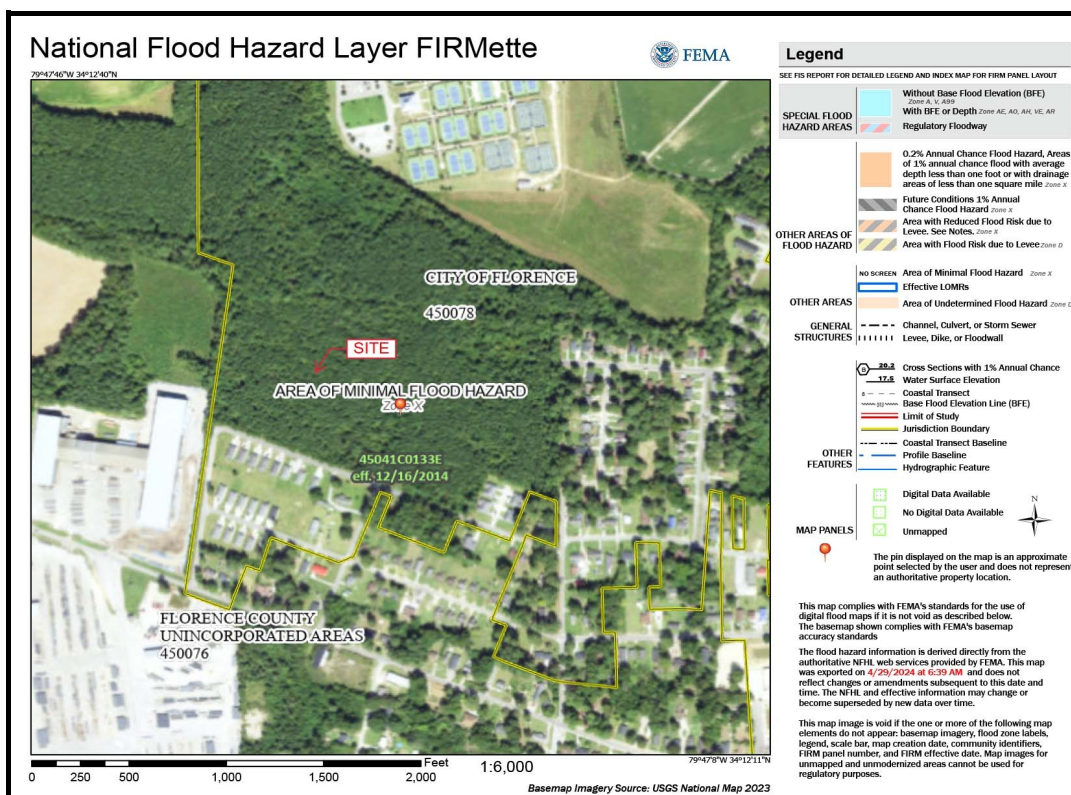 National Flood Hazard Layer FIRMette
FEMA
79°47'46"W 34°12'40"N
CITY OF FLORENCE
450078
SITE
AREA OF MINIMAL FLOOD HAZARD
Zone X
45041C0133E
eff. 12/16/2014
FLORENCE COUNTY
UNINCORPORATED AREAS
450076
Feet
1:6,000
79°47'8"W 34°12'11"N
0 250 500 1,000 1,500 2,000
Basemap Imagery Source: USGS National Map 2023
Legend
SEE FIS REPORT FOR DETAILED LEGEND AND INDEX MAP FOR FIRM PANEL LAYOUT
SPECIAL FLOOD
HAZARD AREAS
Without Base Flood Elevation (BFE)
Zone A, V, A99
With BFE or Depth Zone AE, AO, AH, VE, AR
Regulatory Floodway
OTHER AREAS OF
FLOOD HAZARD
0.2% Annual Chance Flood Hazard, Areas
of 1% annual chance flood with average
depth less than one foot or with drainage
areas of less than one square mile Zone X
Future Conditions 1% Annual
Chance Flood Hazard Zone X
Area with Reduced Flood Risk due to
Levee. See Notes. Zone X
Area with Flood Risk due to Levee Zone D
OTHER AREAS
NO SCREEN Area of Minimal Flood Hazard Zone X
Effective LOMRs
Area of Undetermined Flood Hazard Zone D
GENERAL
STRUCTURES
Channel, Culvert, or Storm Sewer
Levee, Dike, or Floodwall
OTHER
FEATURES
B 20.2 Cross Sections with 1% Annual Chance
17.5 Water Surface Elevation
8 Coastal Transect
513 Base Flood Elevation Line (BFE)
Limit of Study
Jurisdiction Boundary
Coastal Transect Baseline
Profile Baseline
Hydrographic Feature
MAP PANELS
Digital Data Available
No Digital Data Available
Unmapped
N
The pin displayed on the map is an approximate
point selected by the user and does not represent
an authoritative property location.
This map complies with FEMA's standards for the use of
digital flood maps if it is not void as described below.
The basemap shown complies with FEMA's basemap
accuracy standards
The flood hazard information is derived directly from the
authoritative NFHL web services provided by FEMA. This map
was exported on 4/29/2024 at 6:39 AM and does not
reflect changes or amendments subsequent to this date and
time. The NFHL and effective information may change or
become superseded by new data over time.
This map image is void if the one or more of the following map
elements do not appear: basemap imagery, flood zone labels,
legend, scale bar, map creation date, community identifiers,
FIRM panel number, and FIRM effective date. Map images for
unmapped and unmodernized areas cannot be used for
regulatory purposes.